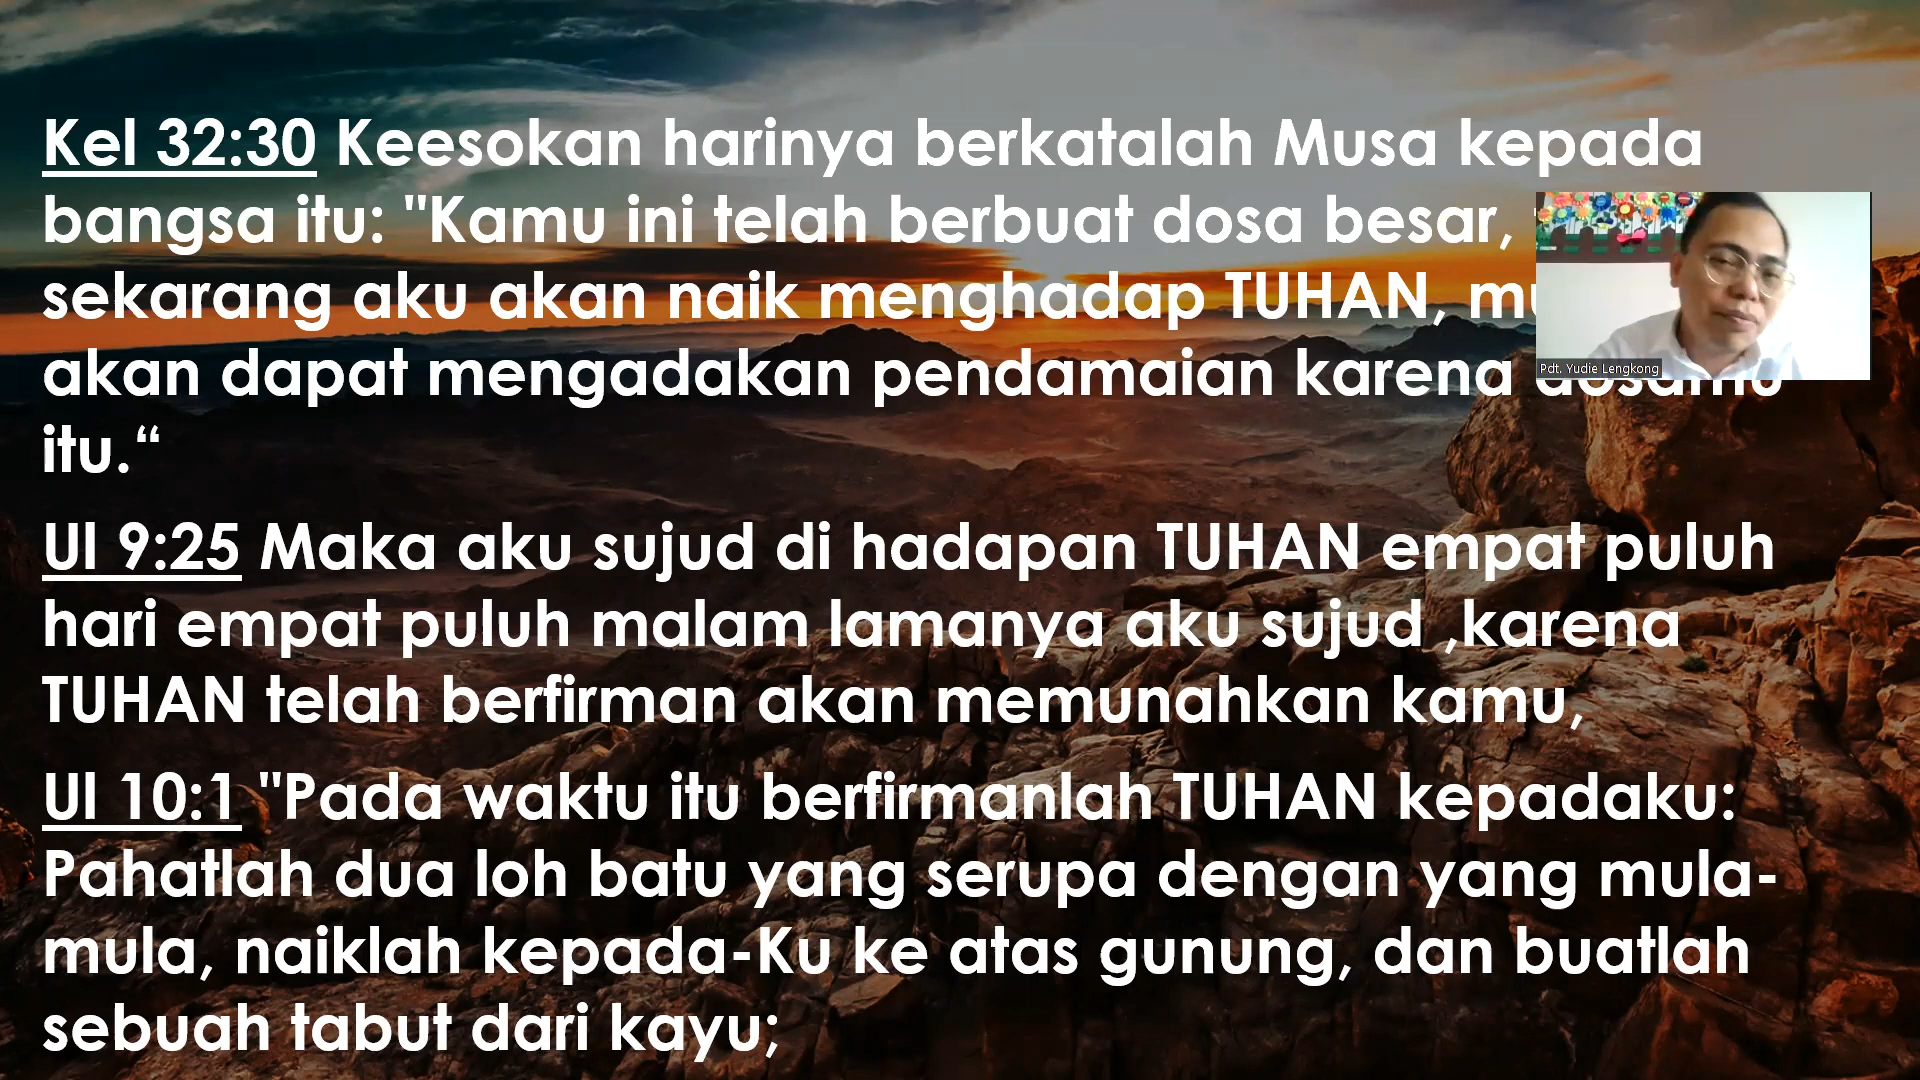 Kel 32:30 Keesokan harinya berkatalah Musa kepada
bangsa itu: "Kamu ini telah berbuat dosa besar,
sekarang aku akan naik menghadap TUHAN,
akan dapat mengadakan pendamaian karena dosamu
itu.“
Ul 9:25 Maka aku sujud di hadapan TUHAN empat puluh
hari empat puluh malam lamanya aku sujud ,karena
TUHAN telah berfirman akan memunahkan kamu,
Ul 10:1 "Pada waktu itu berfirmanlah TUHAN kepadaku:
Pahatlah dua loh batu yang serupa dengan yang mula-
mula, naiklah kepada-Ku ke atas gunung, dan buatlah
sebuah tabut dari kayu;
Pdt. Yudie Lengkong